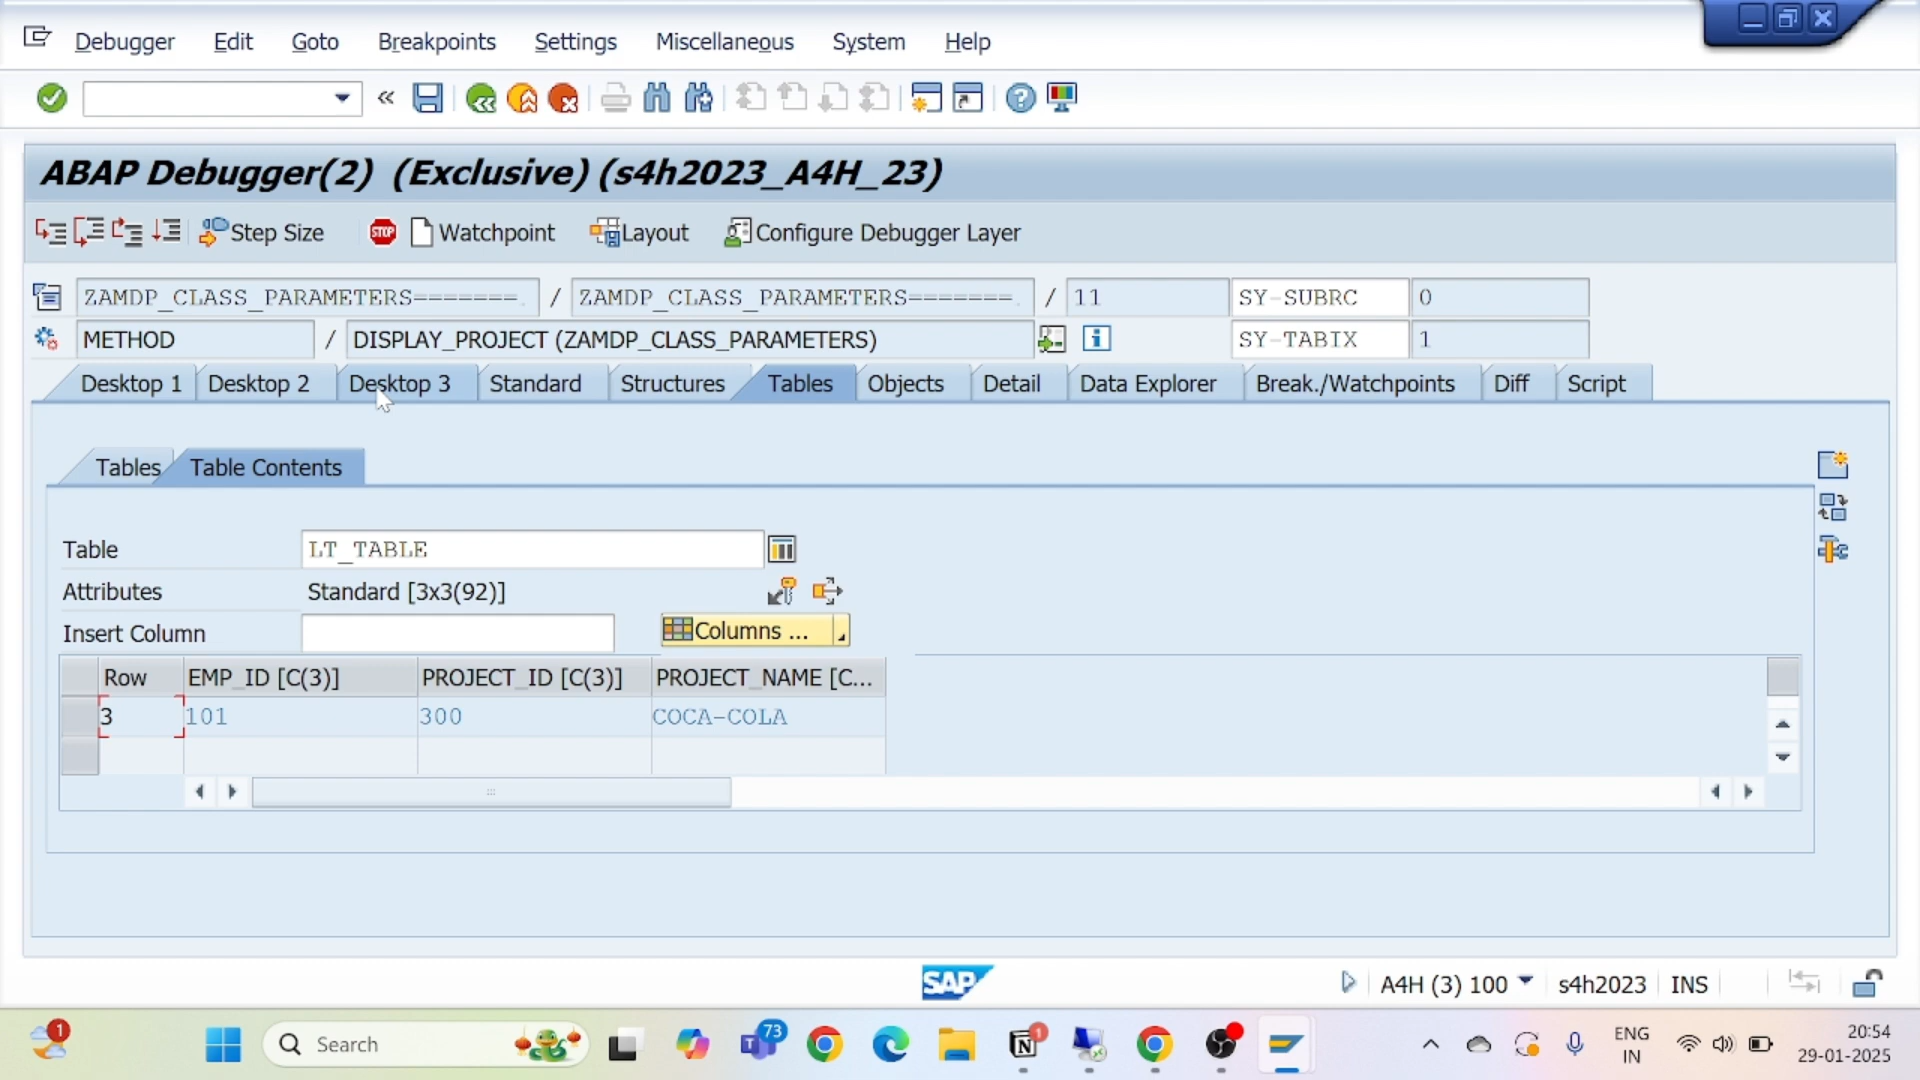 Debugger Edit Goto Breakpoints Settings Miscellaneous System Help
ABAP Debugger(2) (Exclusive) (s4h2023_A4H_23)
Step Size STOP Watchpoint Layout Configure Debugger Layer
ZAMDP_CLASS_PARAMETERS=======. / ZAMDP_CLASS_PARAMETERS=======. / 11 SY-SUBRC 0
METHOD / DISPLAY_PROJECT (ZAMDP_CLASS_PARAMETERS) SY-TABIX 1
Desktop 1 Desktop 2 Desktop 3 Standard Structures Tables Objects Detail Data Explorer Break./Watchpoints Diff Script
Tables Table Contents
Table LT_TABLE
Attributes Standard [3x3(92)]
Insert Column Columns ...
Row EMP_ID [C(3)] PROJECT_ID [C(3)] PROJECT_NAME [C...
3 101 300 COCA-COLA
SAP A4H (3) 100 s4h2023 INS
1 Search 73 1 ENG 20:54
IN 29-01-2025